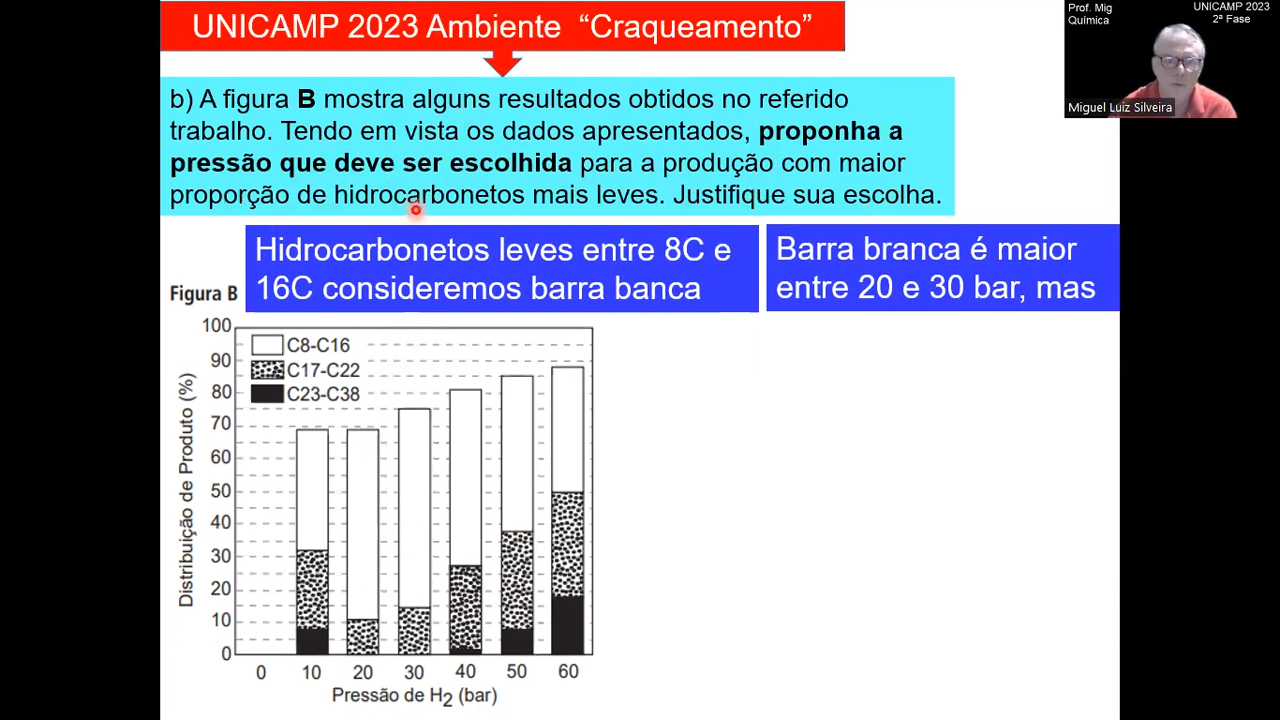 UNICAMP 2023 Ambiente “Craqueamento”
Prof. Mig
Química
UNICAMP 2023
2ª Fase
Miguel Luiz Silveira
b) A figura B mostra alguns resultados obtidos no referido
trabalho. Tendo em vista os dados apresentados, proponha a
pressão que deve ser escolhida para a produção com maior
proporção de hidrocarbonetos mais leves. Justifique sua escolha.
Hidrocarbonetos leves entre 8C e
16C consideremos barra banca
Barra branca é maior
entre 20 e 30 bar, mas
Figura B
C8-C16
C17-C22
C23-C38
Distribuição de Produto (%)
100
90
80
70
60
50
40
30
20
10
0
0 10 20 30 40 50 60
Pressão de H2 (bar)